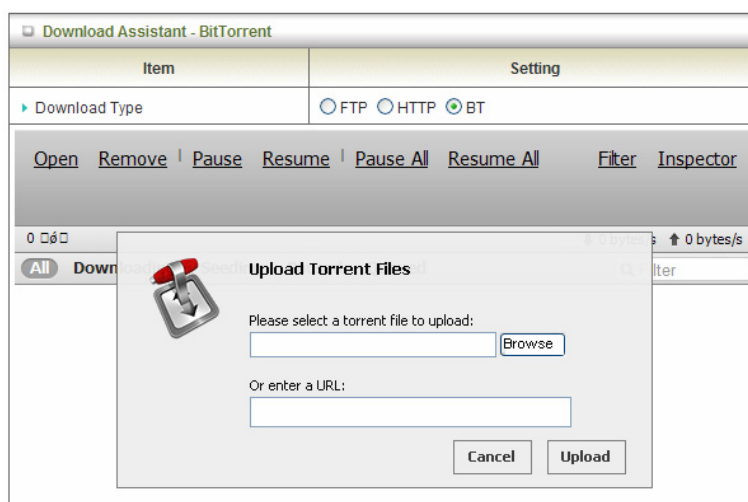 Download Assistant - BitTorrent
Item Setting
Download Type FTP HTTP BT
Open Remove Pause Resume Pause All Resume All Filter Inspector
0 0 bytes/s 0 bytes/s
All
Upload Torrent Files
Please select a torrent file to upload:
Browse
Or enter a URL:
Cancel Upload